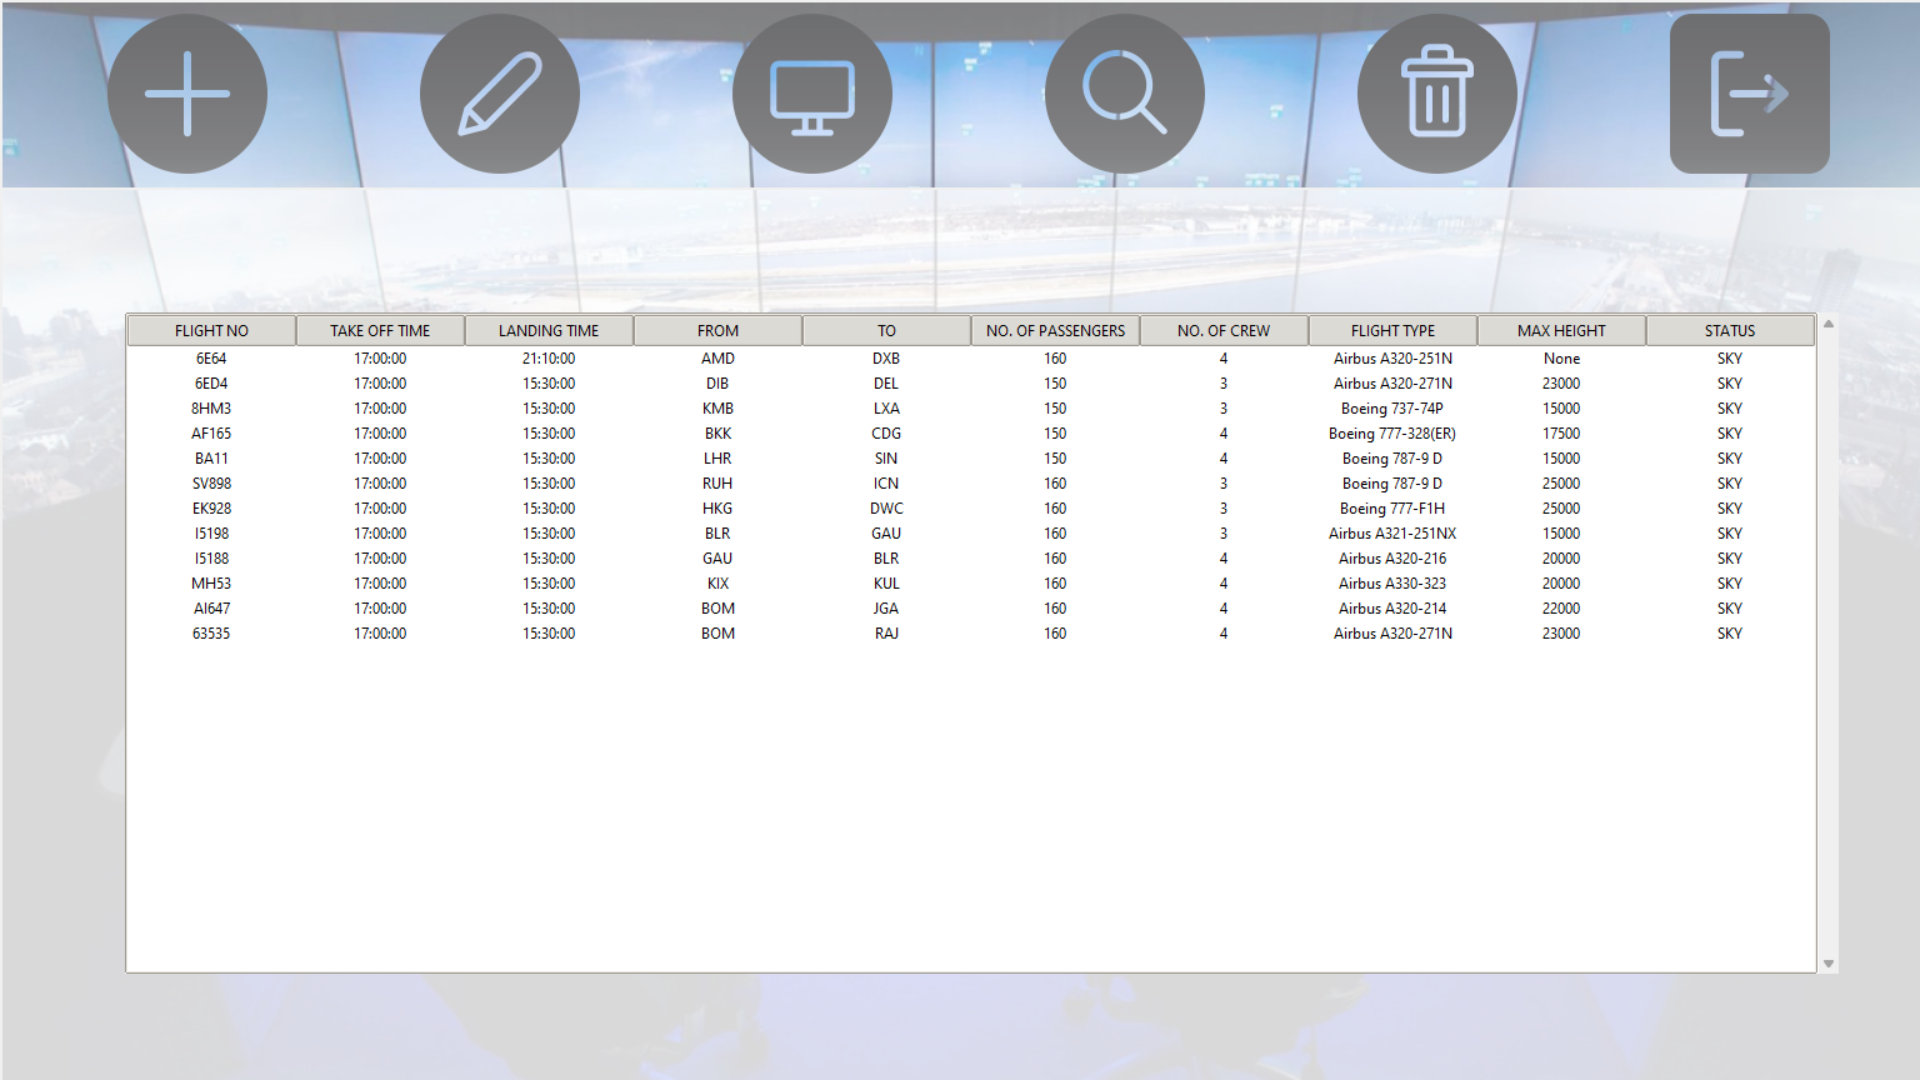 FLIGHT NO TAKE OFF TIME LANDING TIME FROM TO NO. OF PASSENGERS NO. OF CREW FLIGHT TYPE MAX HEIGHT STATUS
6E64 17:00:00 21:10:00 AMD DXB 160 4 Airbus A320-251N None SKY
6ED4 17:00:00 15:30:00 DIB DEL 150 3 Airbus A320-271N 23000 SKY
8HM3 17:00:00 15:30:00 KMB LXA 150 3 Boeing 737-74P 15000 SKY
AF165 17:00:00 15:30:00 BKK CDG 150 4 Boeing 777-328(ER) 17500 SKY
BA11 17:00:00 15:30:00 LHR SIN 150 4 Boeing 787-9 D 15000 SKY
SV898 17:00:00 15:30:00 RUH ICN 160 3 Boeing 787-9 D 25000 SKY
EK928 17:00:00 15:30:00 HKG DWC 160 3 Boeing 777-F1H 25000 SKY
I5198 17:00:00 15:30:00 BLR GAU 160 3 Airbus A321-251NX 15000 SKY
I5188 17:00:00 15:30:00 GAU BLR 160 4 Airbus A320-216 20000 SKY
MH53 17:00:00 15:30:00 KIX KUL 160 4 Airbus A330-323 20000 SKY
AI647 17:00:00 15:30:00 BOM JGA 160 4 Airbus A320-214 22000 SKY
63535 17:00:00 15:30:00 BOM RAJ 160 4 Airbus A320-271N 23000 SKY